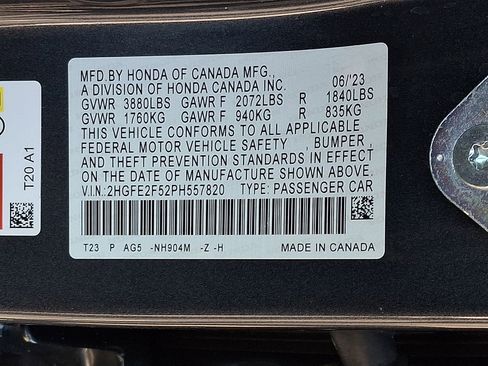 MFD.BY HONDA OF CANADA MFG.,
A DIVISION OF HONDA CANADA INC. 06/'23
GVWR 3880LBS GAWR F 2072LBS R 1840LBS
GVWR 1760KG GAWR F 940KG R 835KG
THIS VEHICLE CONFORMS TO ALL APPLICABLE
FEDERAL MOTOR VEHICLE SAFETY , BUMPER ,
AND THEFT PREVENTION STANDARDS IN EFFECT
ON THE DATE OF MANUFACTURE SHOWN ABOVE.
V.I.N.:2HGFE2F52PH557820 TYPE: PASSENGER CAR
T23 P AG5 -NH904M -Z -H MADE IN CANADA
T20 A1